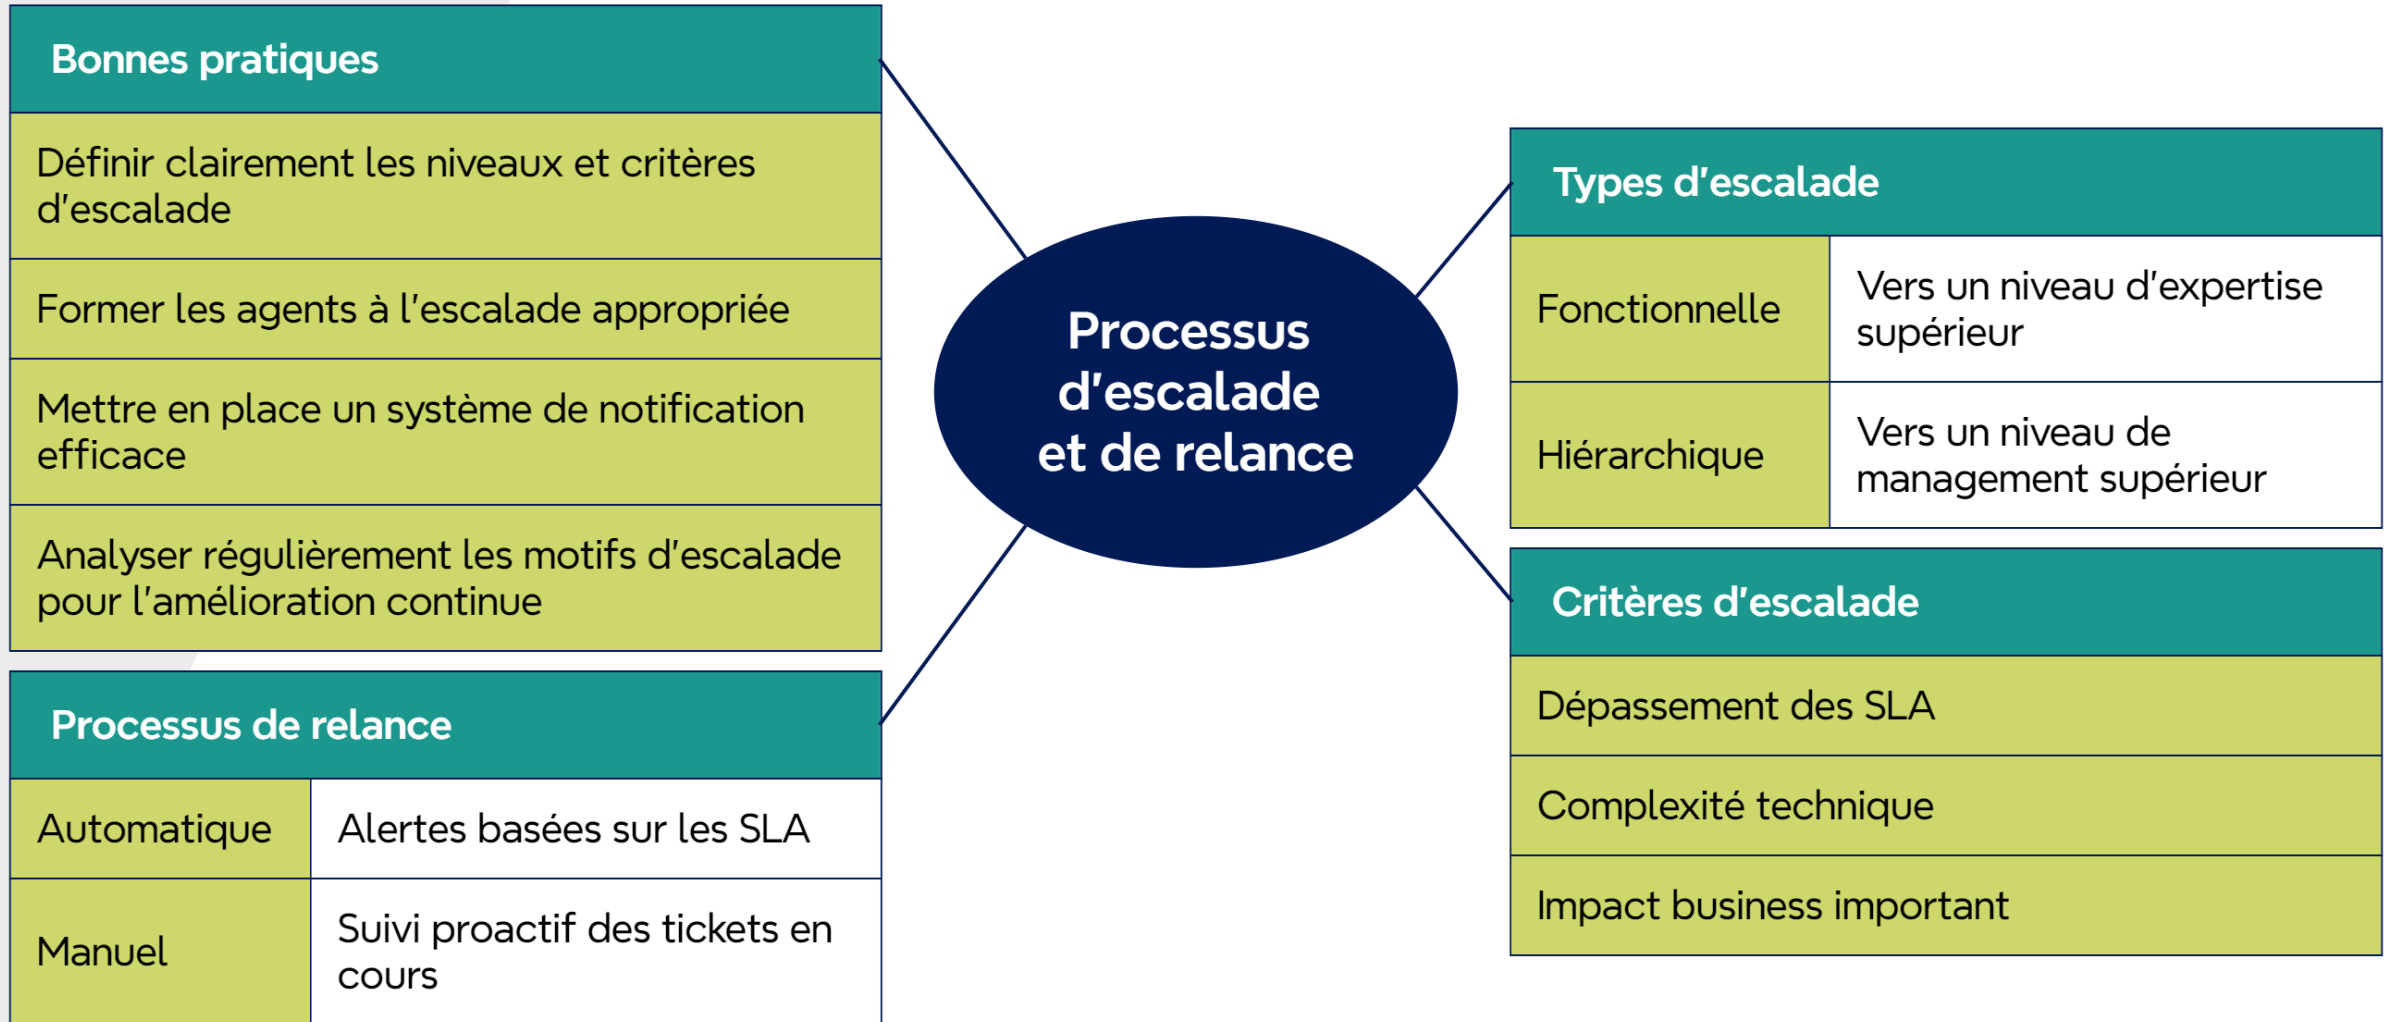 Bonnes pratiques
Définir clairement les niveaux et critères
d'escalade
Former les agents à l'escalade appropriée
Mettre en place un système de notification
efficace
Analyser régulièrement les motifs d'escalade
pour l'amélioration continue
Processus de relance
Automatique
Alertes basées sur les SLA
Manuel
Suivi proactif des tickets en
cours
Processus
d'escalade
et de relance
Types d'escalade
Fonctionnelle
Vers un niveau d'expertise
supérieur
Hiérarchique
Vers un niveau de
management supérieur
Critères d'escalade
Dépassement des SLA
Complexité technique
Impact business important